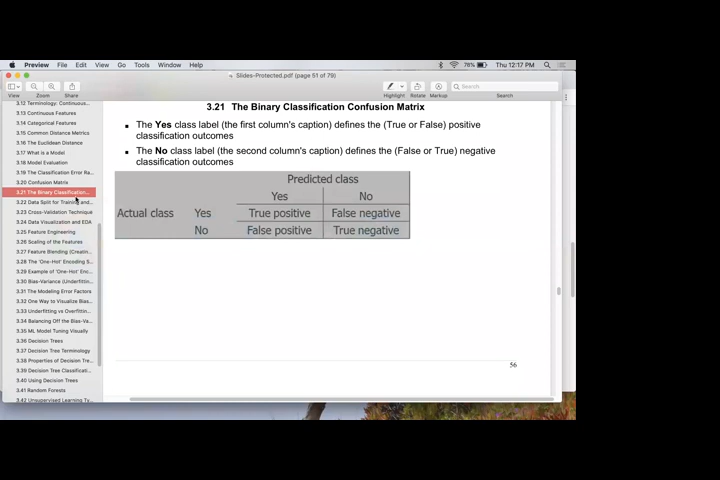 Preview File Edit View Go Tools Window Help
78% Thu 12:17 PM
Slides-Protected.pdf (page 51 of 79)
View Zoom Share Highlight Rotate Markup Search
Search
3.12 Terminology: Continuous...
3.13 Continuous Features
3.14 Categorical Features
3.15 Common Distance Metrics
3.16 The Euclidean Distance
3.17 What is a Model
3.18 Model Evaluation
3.19 The Classification Error Ra...
3.20 Confusion Matrix
3.21 The Binary Classification...
3.22 Data Split for Training and...
3.23 Cross-Validation Technique
3.24 Data Visualization and EDA
3.25 Feature Engineering
3.26 Scaling of the Features
3.27 Feature Blending (Creatin...
3.28 The 'One-Hot' Encoding S...
3.29 Example of 'One-Hot' Enc...
3.30 Bias-Variance (Underfittin...
3.31 The Modeling Error Factors
3.32 One Way to Visualize Bias...
3.33 Underfitting vs Overfittin...
3.34 Balancing Off the Bias-Va...
3.35 ML Model Tuning Visually
3.36 Decision Trees
3.37 Decision Tree Terminology
3.38 Properties of Decision Tre...
3.39 Decision Tree Classificati...
3.40 Using Decision Trees
3.41 Random Forests
3.42 Unsupervised Learning Ty...
3.21 The Binary Classification Confusion Matrix
▪ The Yes class label (the first column's caption) defines the (True or False) positive
classification outcomes
▪ The No class label (the second column's caption) defines the (False or True) negative
classification outcomes
Predicted class
Yes No
Actual class Yes True positive False negative
No False positive True negative
56